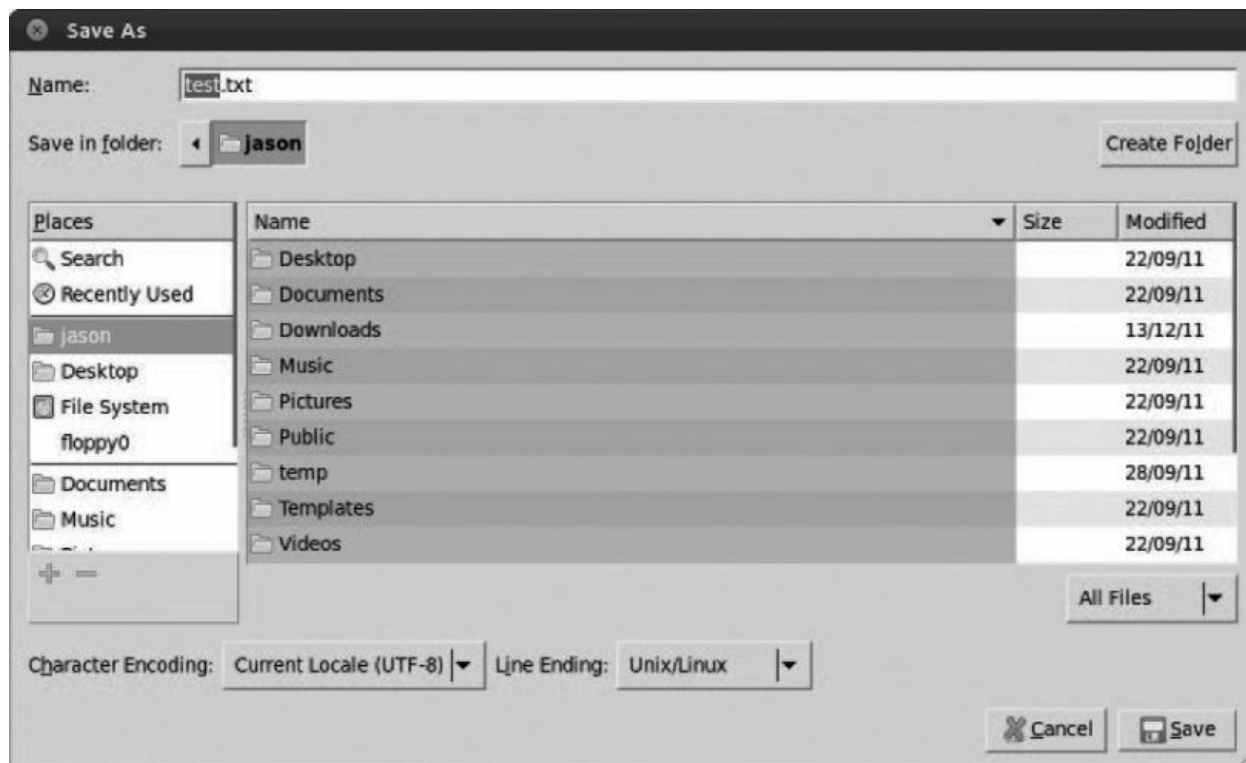 Save As
Name: test.txt
Save in folder: jason Create Folder
Places
Search
Recently Used
jason
Desktop
File System
floppy0
Documents
Music
Name Size Modified
Desktop 22/09/11
Documents 22/09/11
Downloads 13/12/11
Music 22/09/11
Pictures 22/09/11
Public 22/09/11
temp 28/09/11
Templates 22/09/11
Videos 22/09/11
All Files
Character Encoding: Current Locale (UTF-8) Line Ending: Unix/Linux
Cancel Save